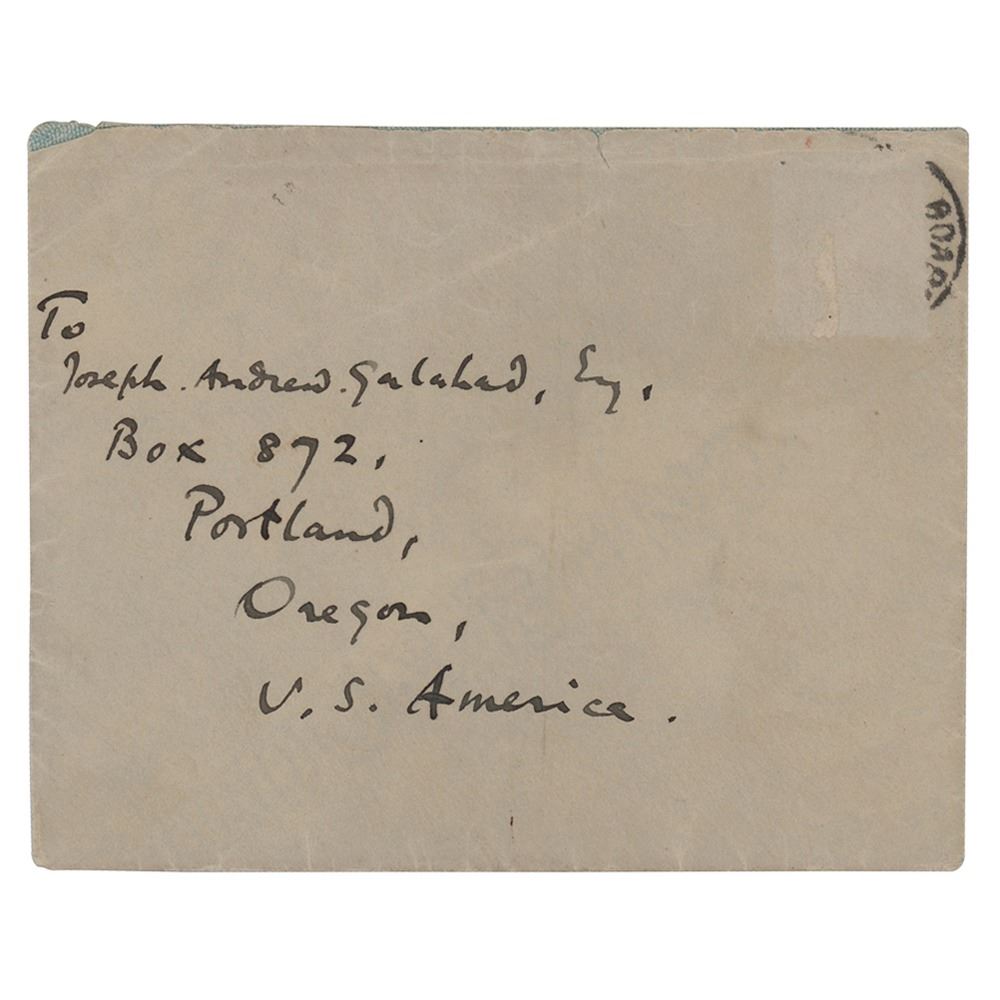 To
Joseph. Andrew. Galahad, Esq,
Box 872,
Portland,
Oregon,
U.S. America.